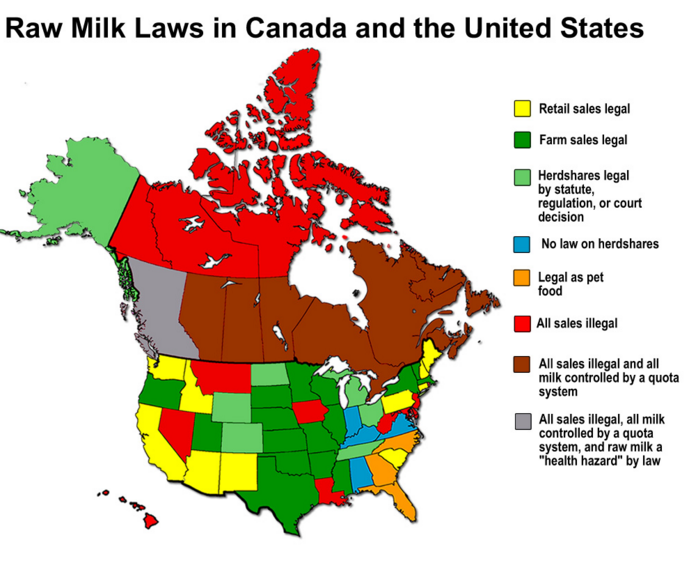 Raw Milk Laws in Canada and the United States
Retail sales legal
Farm sales legal
Herdshares legal
by statute,
regulation, or court
decision
No law on herdshares
Legal as pet
food
All sales illegal
All sales illegal and all
milk controlled by a quota
system
All sales illegal, all milk
controlled by a quota
system, and raw milk a
"health hazard" by law